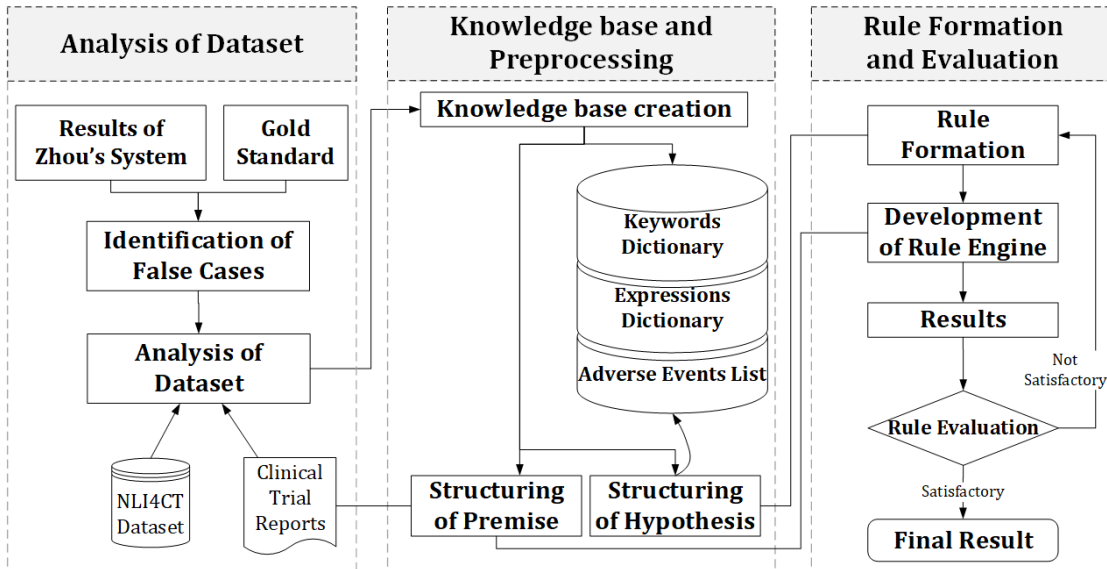 Analysis of Dataset
Results of
Zhou's System
Gold
Standard
Identification of
False Cases
Analysis of
Dataset
NLI4CT
Dataset
Clinical
Trial
Reports
Knowledge base and
Preprocessing
Knowledge base creation
Keywords
Dictionary
Expressions
Dictionary
Adverse Events List
Structuring
of Premise
Structuring
of Hypothesis
Rule Formation
and Evaluation
Rule
Formation
Development
of Rule Engine
Results
Not
Satisfactory
Rule Evaluation
Satisfactory
Final Result